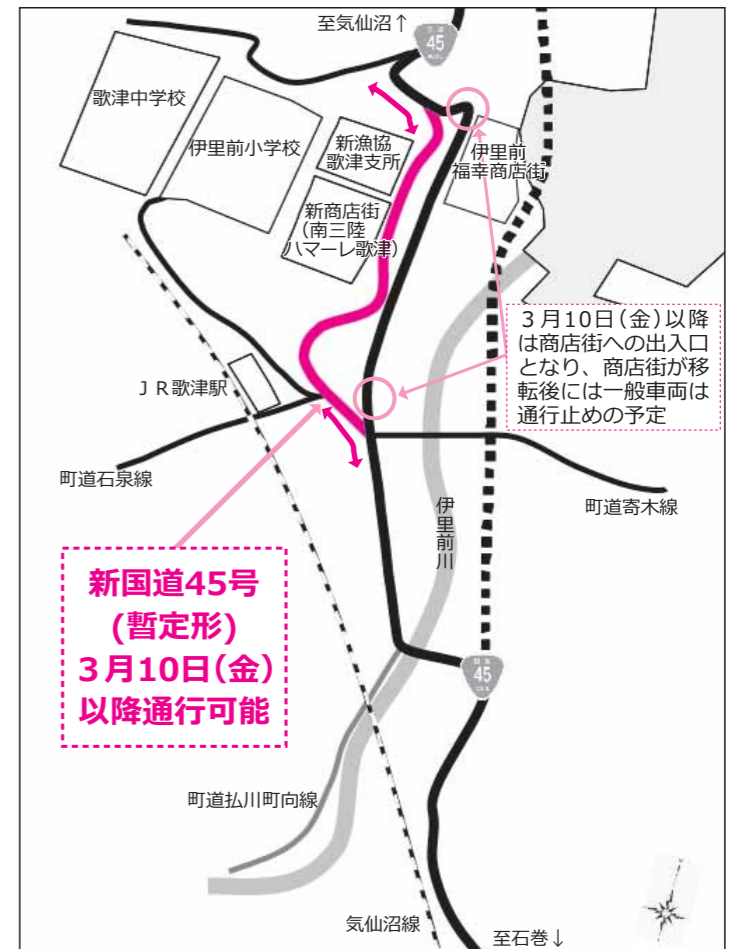 至気仙沼↑
45
歌津中学校
伊里前小学校
新漁協
歌津支所
伊里前
福幸商店街
新商店街
(南三陸
ハマーレ歌津)
3月10日(金)以降
は商店街への出入口
となり、商店街が移
転後には一般車両は
通行止めの予定
JR歌津駅
町道石泉線
町道寄木線
伊里前川
新国道45号
(暫定形)
3月10日(金)
以降通行可能
45
町道払川町向線
気仙沼線
至石巻↓